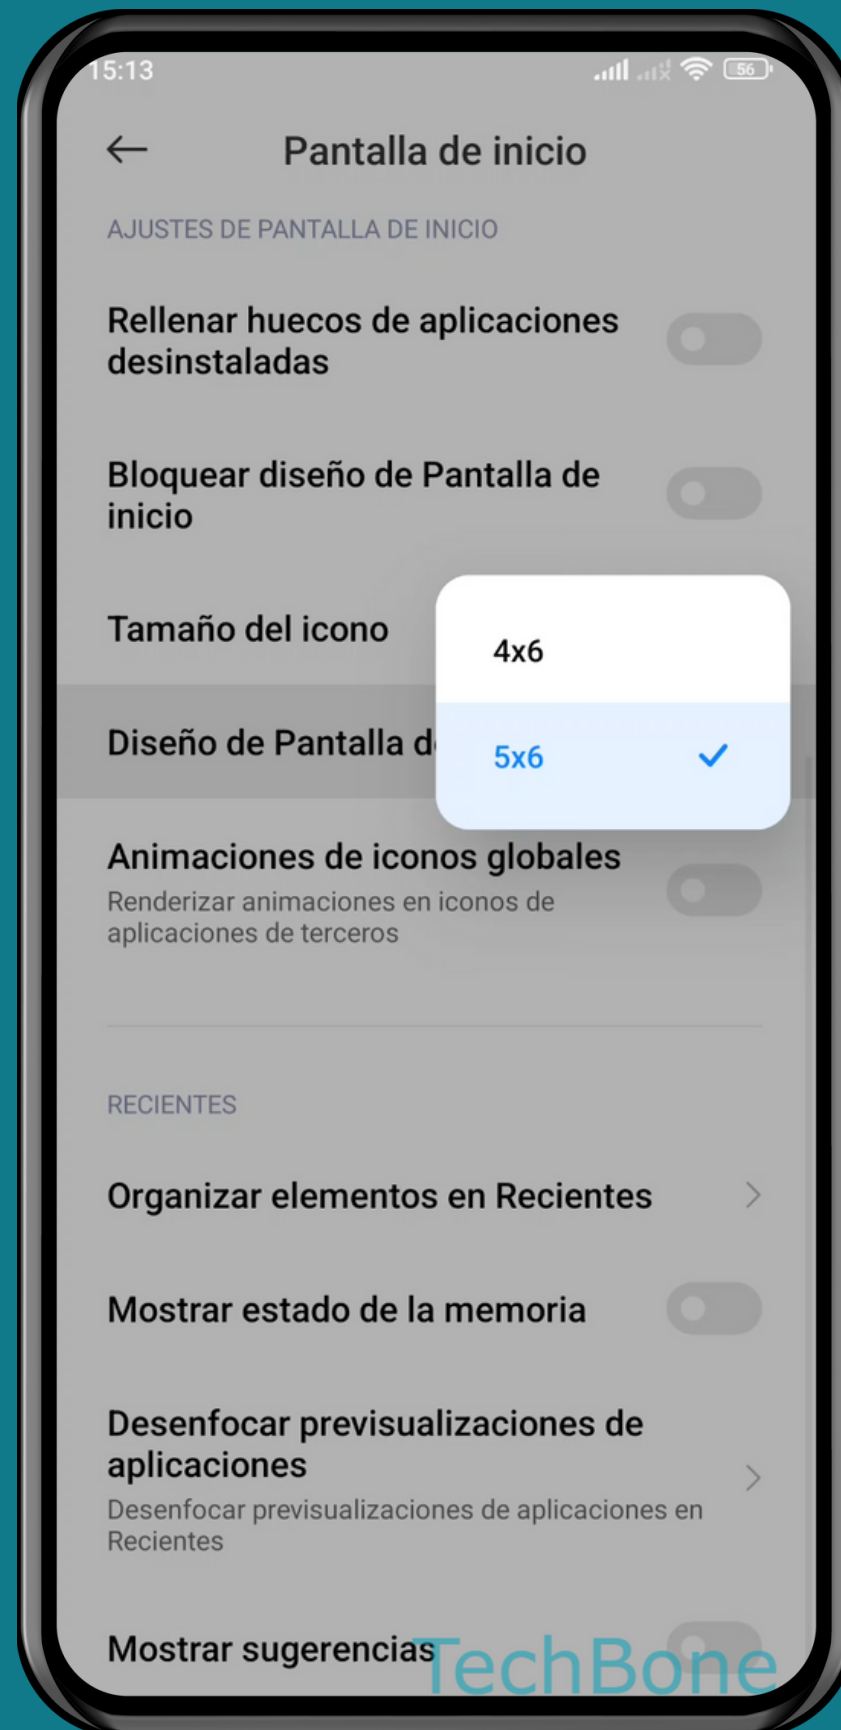 15:13
56
Pantalla de inicio
AJUSTES DE PANTALLA DE INICIO
Rellenar huecos de aplicaciones
desinstaladas
Bloquear diseño de Pantalla de
inicio
Tamaño del icono
4x6
Diseño de Pantalla d
5x6
Animaciones de iconos globales
Renderizar animaciones en iconos de
aplicaciones de terceros
RECIENTES
Organizar elementos en Recientes
Mostrar estado de la memoria
Desenfocar previsualizaciones de
aplicaciones
Desenfocar previsualizaciones de aplicaciones en
Recientes
Mostrar sugerencias
TechBone